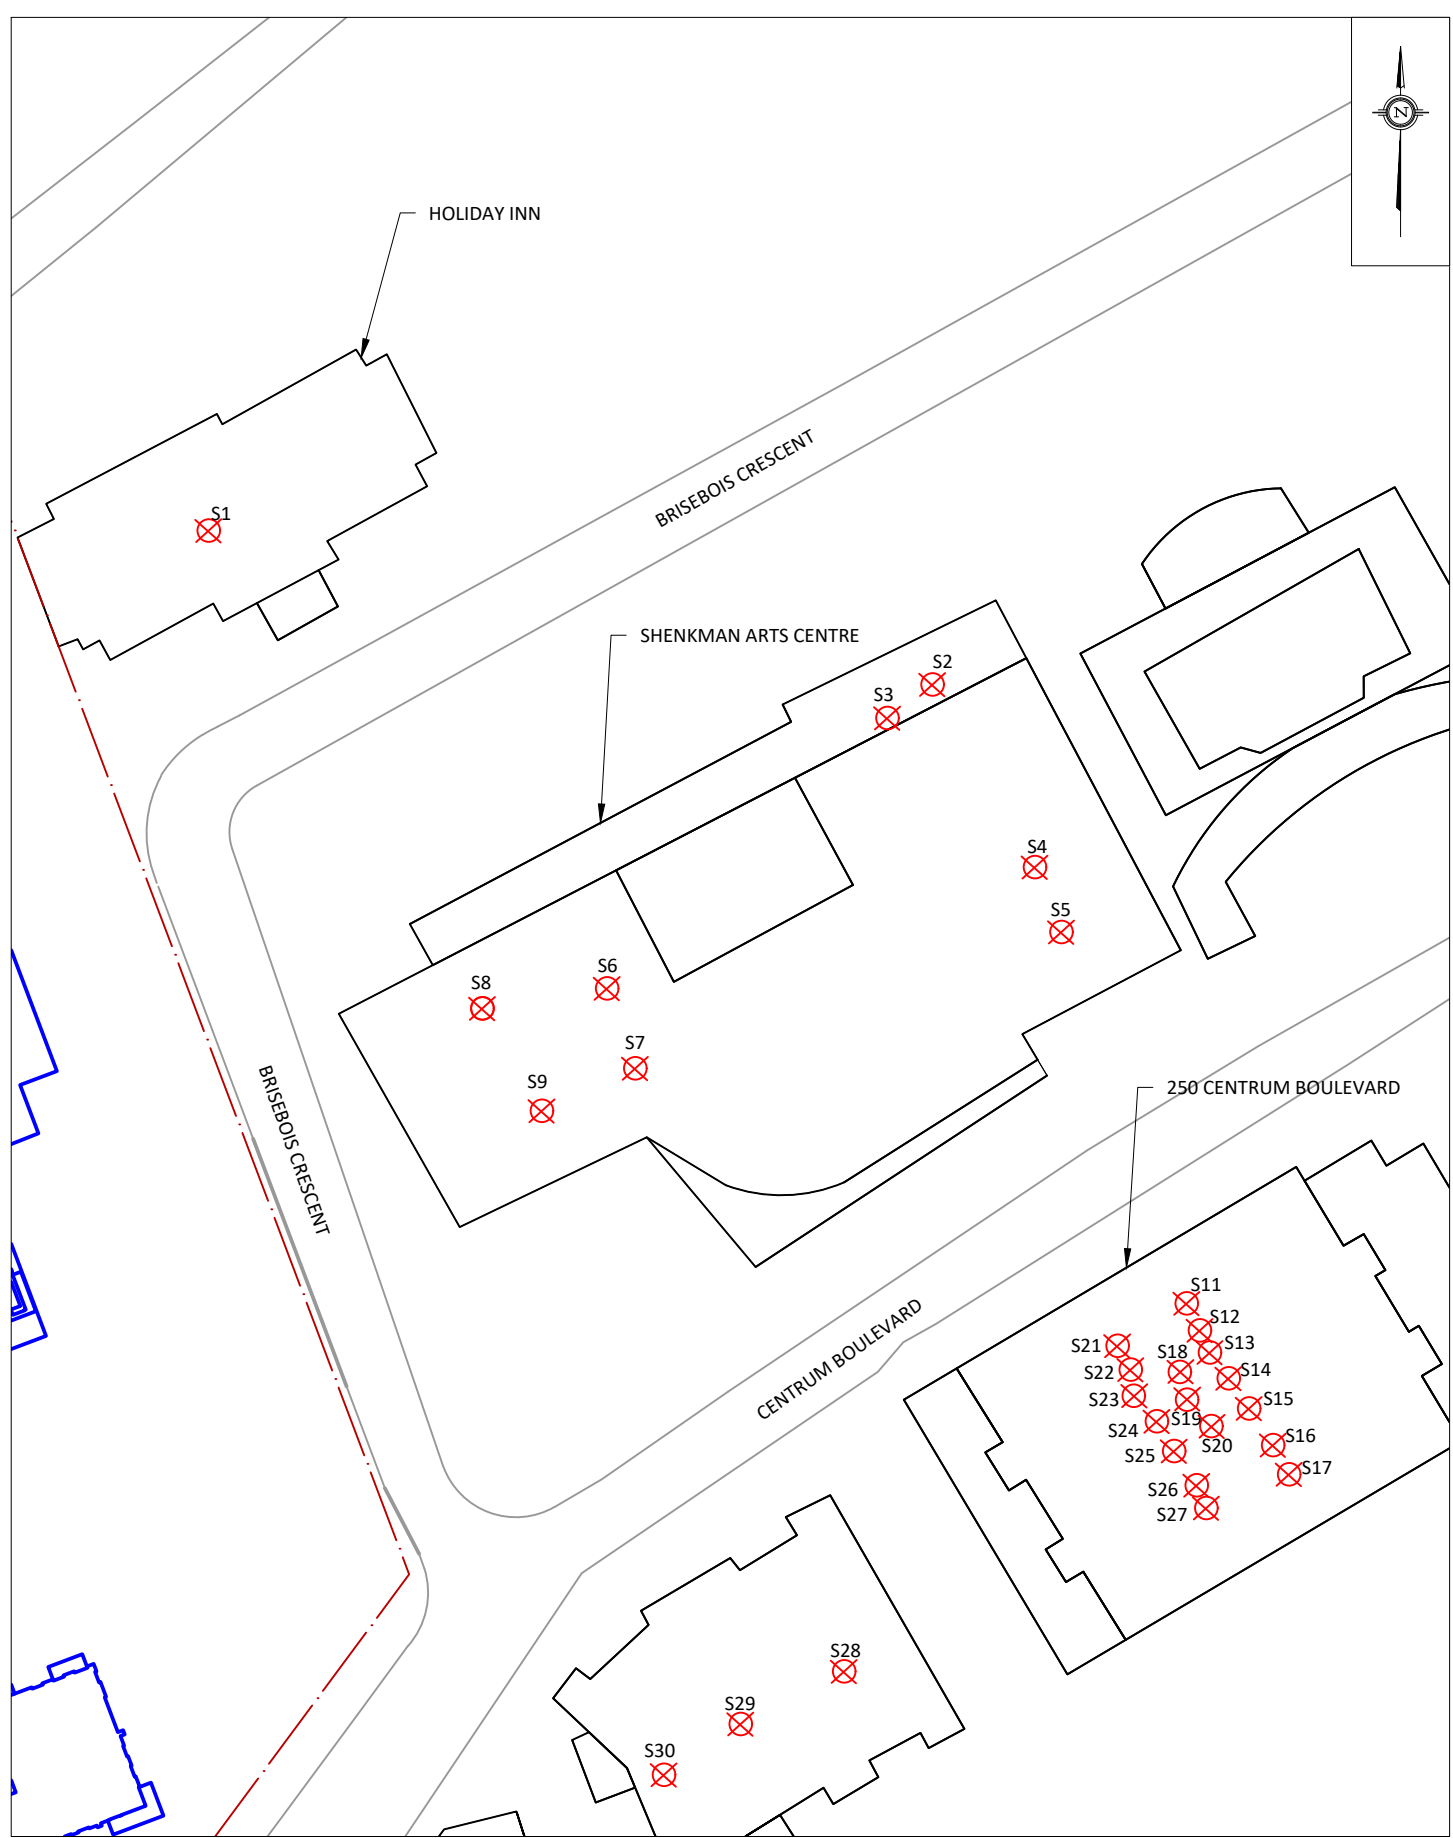 N
HOLIDAY INN
BRISEBOIS CRESCENT
S1
SHENKMAN ARTS CENTRE
S2
S3
S4
S5
S6
S8
S7
S9
BRISEBOIS CRESCENT
250 CENTRUM BOULEVARD
CENTRUM BOULEVARD
S11
S12
S13
S21
S18
S22
S14
S23
S15
S19
S24
S20
S16
S25
S17
S26
S27
S28
S29
S30